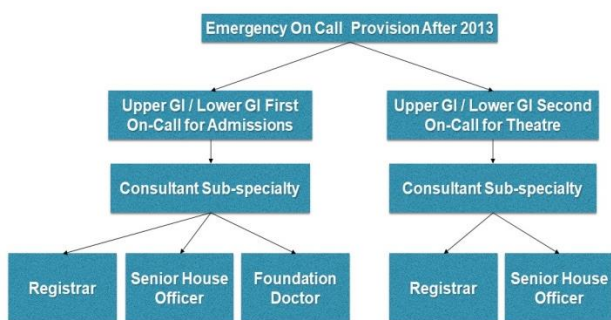 Emergency On Call Provision After 2013
Upper GI / Lower GI First
On-Call for Admissions
Upper GI / Lower GI Second
On-Call for Theatre
Consultant Sub-specialty
Consultant Sub-specialty
Registrar
Senior House
Officer
Foundation
Doctor
Registrar
Senior House
Officer